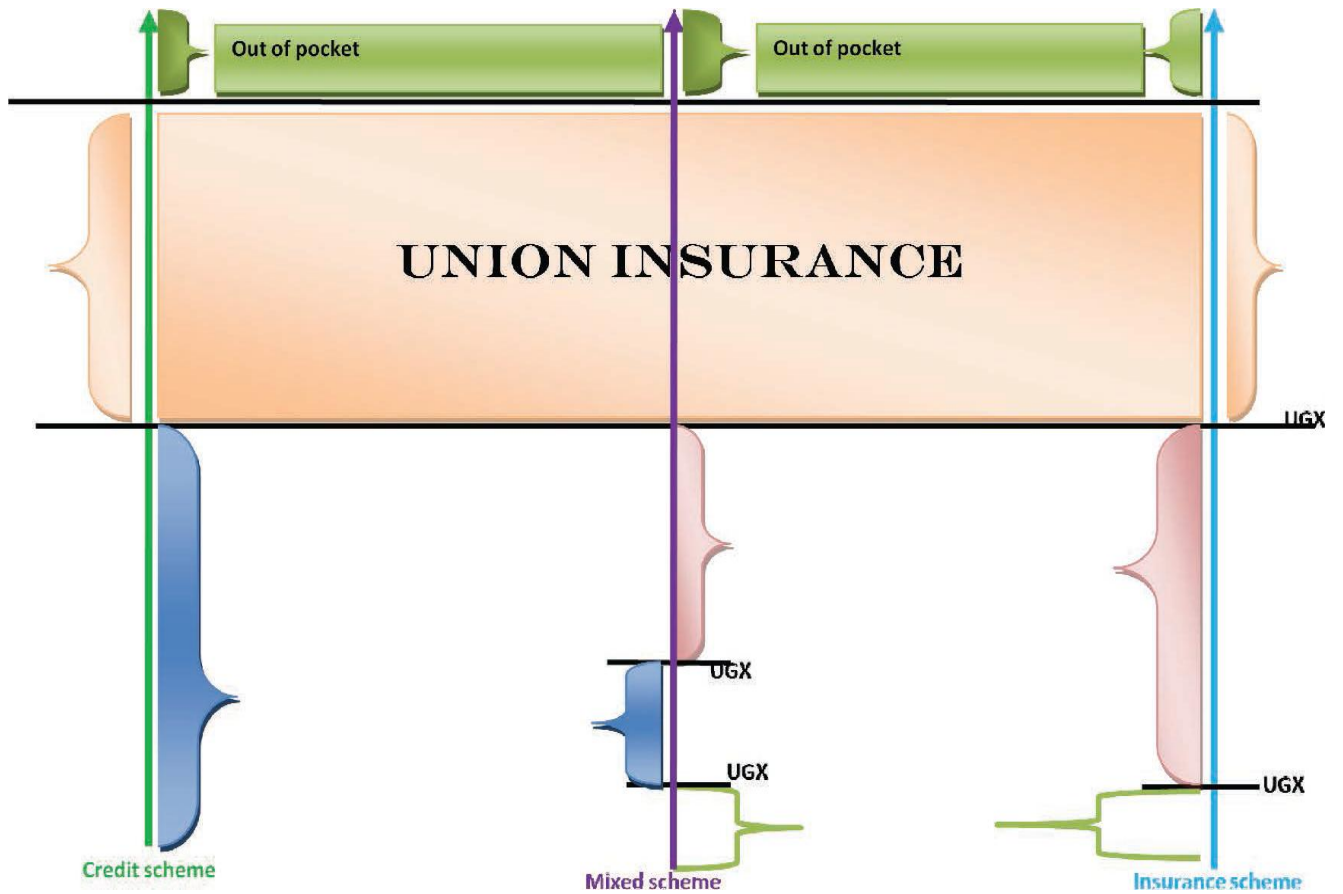 Out of pocket
Out of pocket
UNION INSURANCE
UGX
UGX
UGX
UGX
Credit scheme
Mixed scheme
Insurance scheme